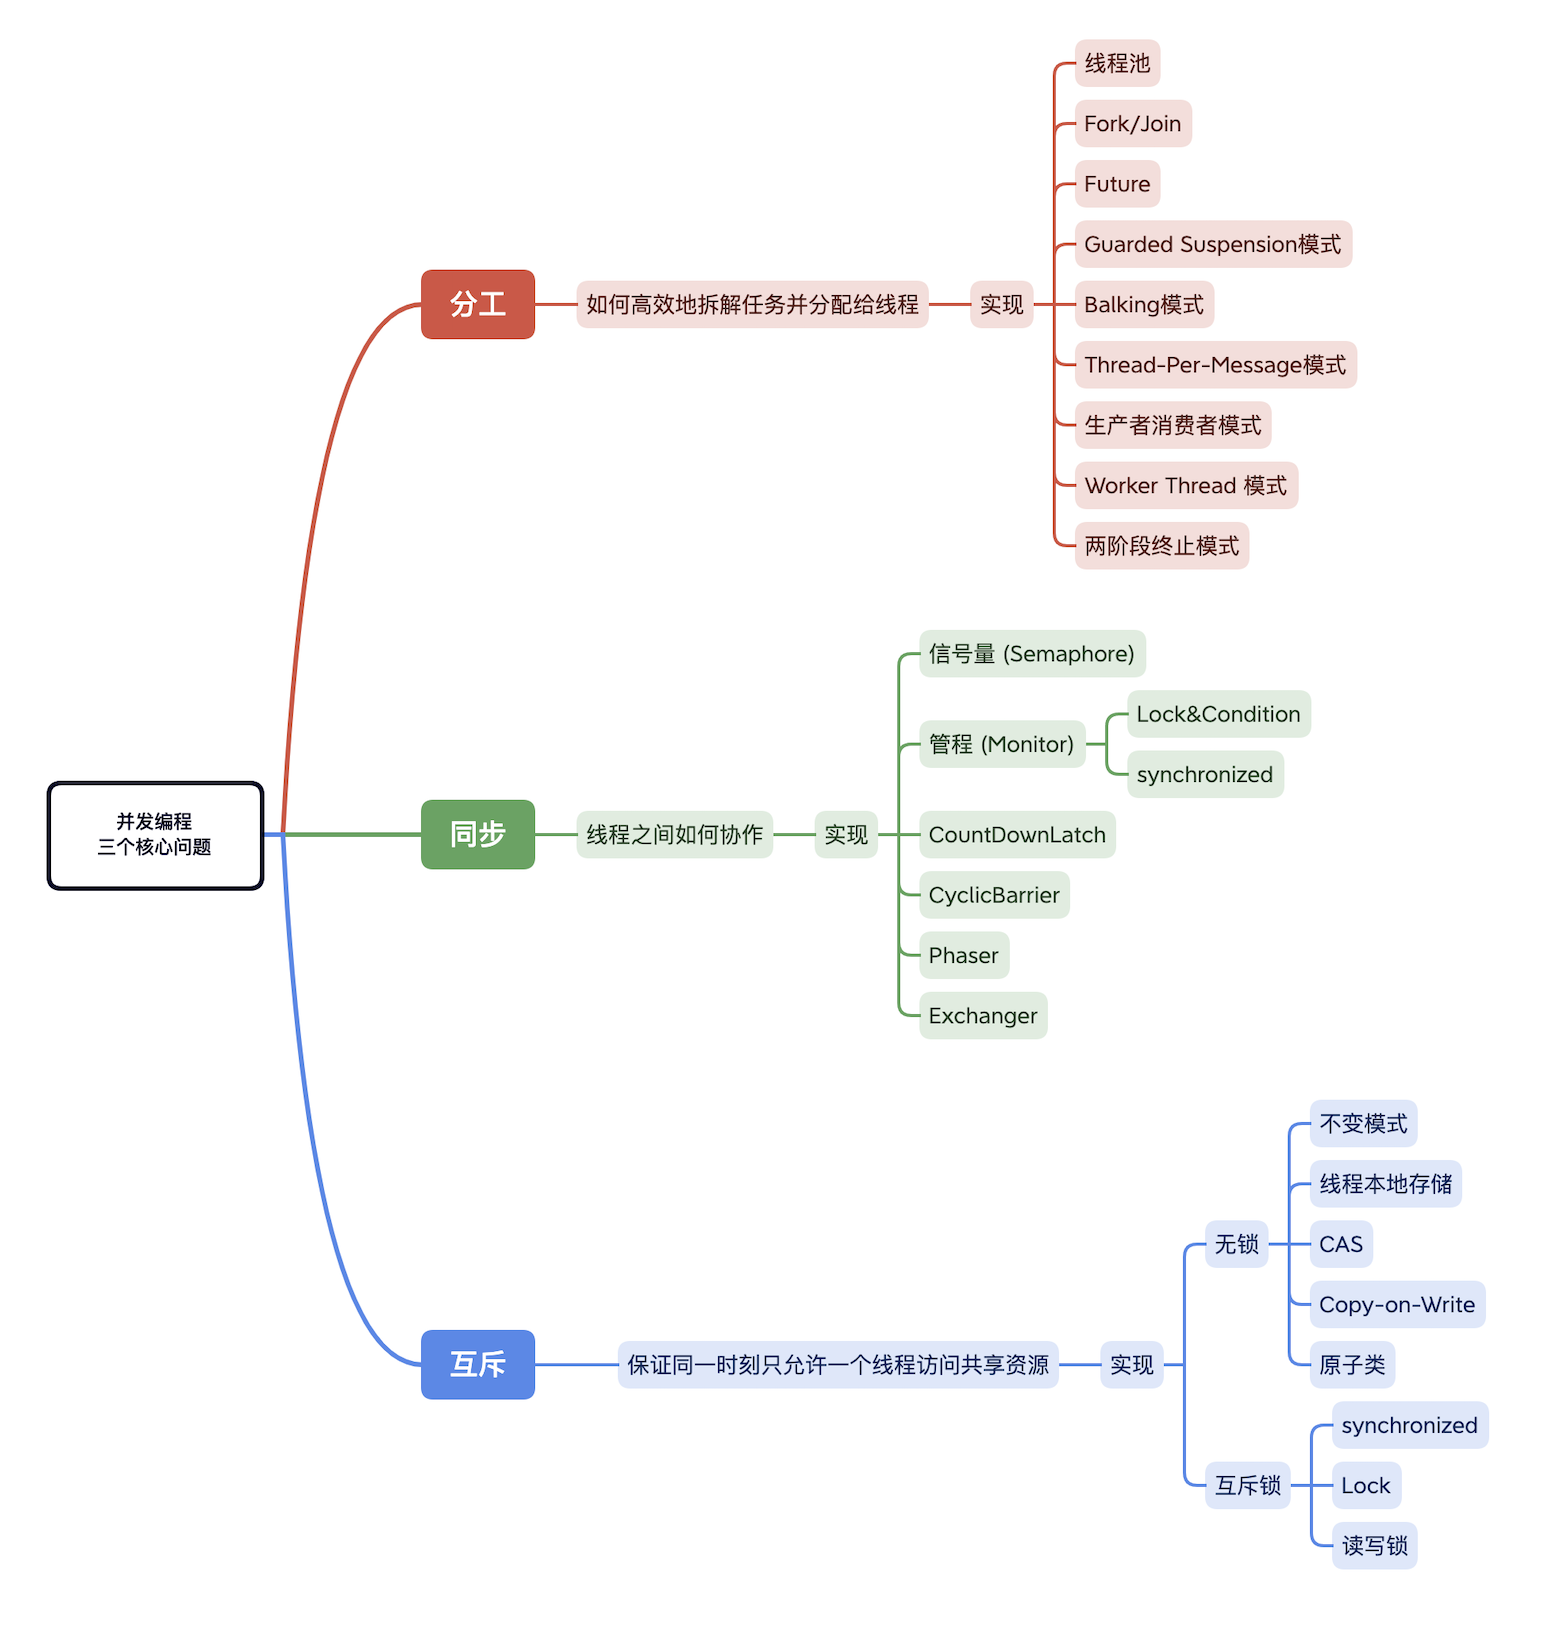 并发编程
三个核心问题
分工
如何高效地拆解任务并分配给线程
实现
线程池
Fork/Join
Future
Guarded Suspension模式
Balking模式
Thread-Per-Message模式
生产者消费者模式
Worker Thread 模式
两阶段终止模式
同步
线程之间如何协作
实现
信号量 (Semaphore)
管程 (Monitor)
Lock&Condition
synchronized
CountDownLatch
CyclicBarrier
Phaser
Exchanger
互斥
保证同一时刻只允许一个线程访问共享资源
实现
无锁
不变模式
线程本地存储
CAS
Copy-on-Write
原子类
互斥锁
synchronized
Lock
读写锁